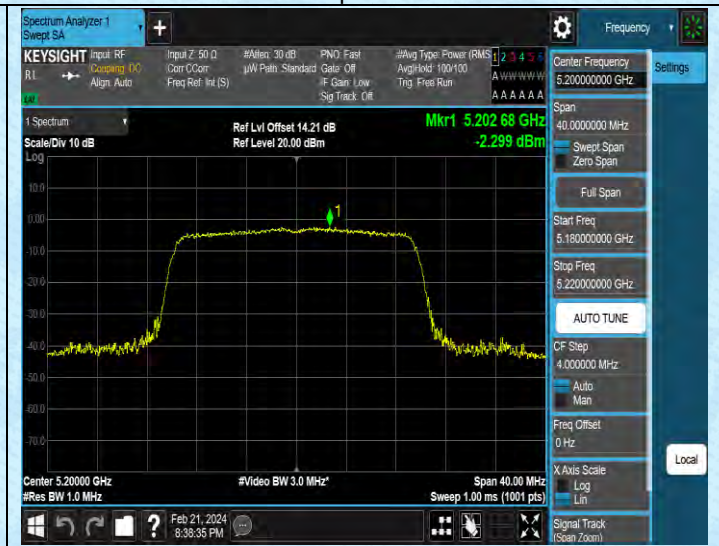 Spectrum Analyzer 1
Swept SA
Frequency
KEYSIGHT
Input: RF
Input Z: 50 Ω
#Atten: 30 dB
PNO: Fast
#Avg Type: Power (RMS
1 2 3 4 5 6
RL
Coupling: DC
Corr CCorr
µW Path: Standard
Gate: Off
Avg|Hold: 100/100
A W W W W W
Align: Auto
Freq Ref: Int (S)
IF Gain: Low
Trig: Free Run
Sig Track: Off
A A A A A A
1 Spectrum
Scale/Div 10 dB
Ref Lvl Offset 14.21 dB
Ref Level 20.00 dBm
Mkr1 5.202 68 GHz
-2.299 dBm
Log
10.0
0.00
-10.0
-20.0
-30.0
-40.0
-50.0
-60.0
-70.0
1
Center 5.20000 GHz
#Video BW 3.0 MHz*
Span 40.00 MHz
#Res BW 1.0 MHz
Sweep 1.00 ms (1001 pts)
Feb 21, 2024
8:38:35 PM
Center Frequency
5.200000000 GHz
Settings
Span
40.0000000 MHz
Swept Span
Zero Span
Full Span
Start Freq
5.180000000 GHz
Stop Freq
5.220000000 GHz
AUTO TUNE
CF Step
4.000000 MHz
Auto
Man
Freq Offset
0 Hz
X Axis Scale
Log
Lin
Local
Signal Track
(Span Zoom)